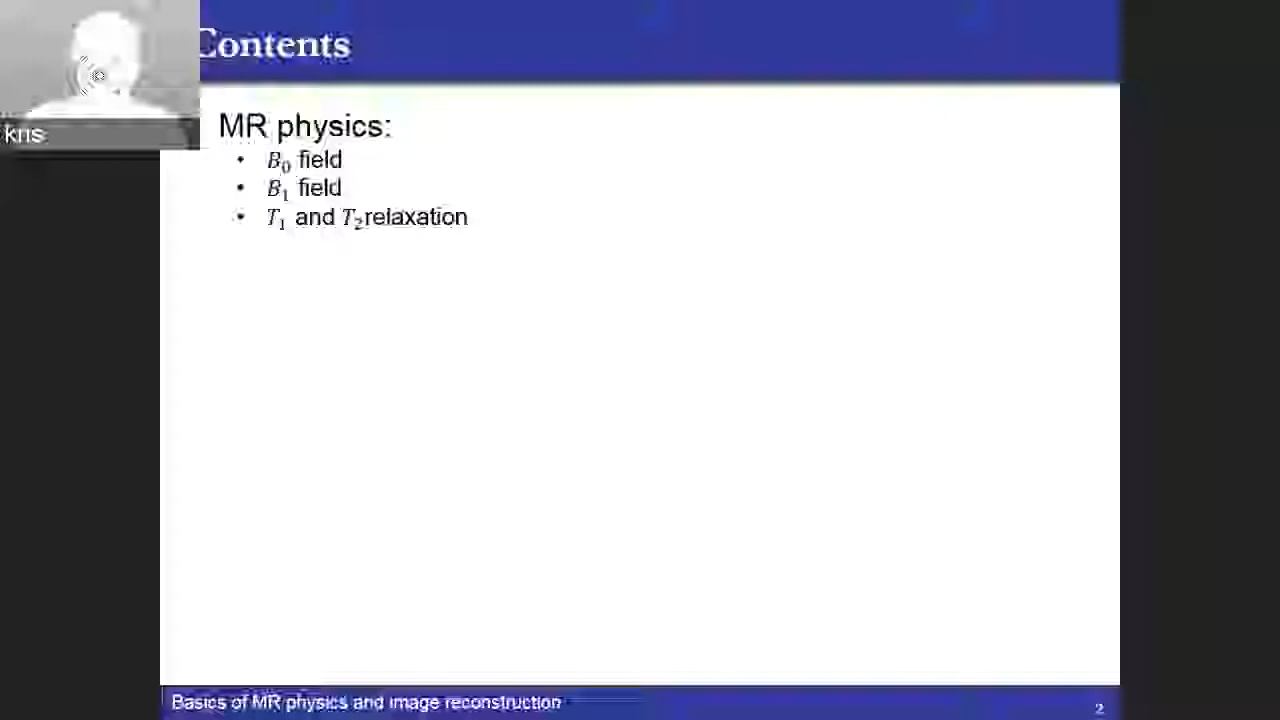 Contents
kris
MR physics:
• B₀ field
• B₁ field
• T₁ and T₂ relaxation
Basics of MR physics and image reconstruction
2